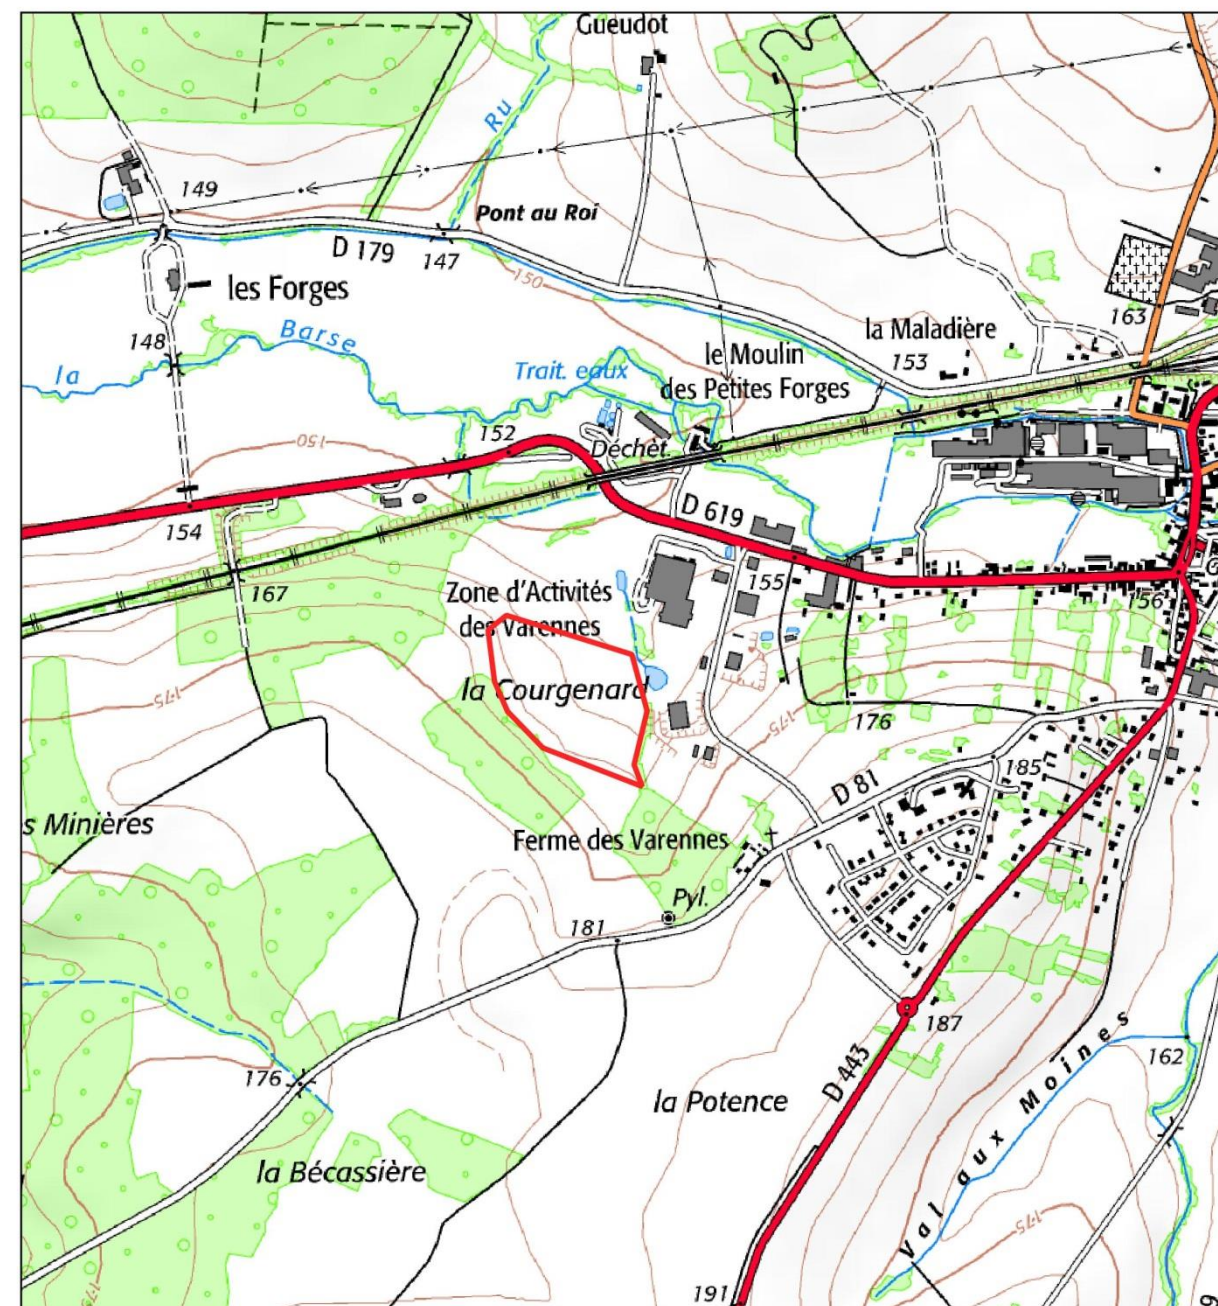 Gueudot
Ru
149
Pont au Roi
D 179
147
150
163
les Forges
la Maladière
148
Barse
le Moulin
153
la
Trait. eaux
des Petites Forges
152
150
Déchet.
154
D 619
155
167
Zone d'Activités
156
des Varennes
175
la Courgenard
175
176
185
D 81
s Minières
Ferme des Varennes
Pyl.
181
187
162
176
D 443
la Potence
Val aux Moines
la Bécassière
175
175
191